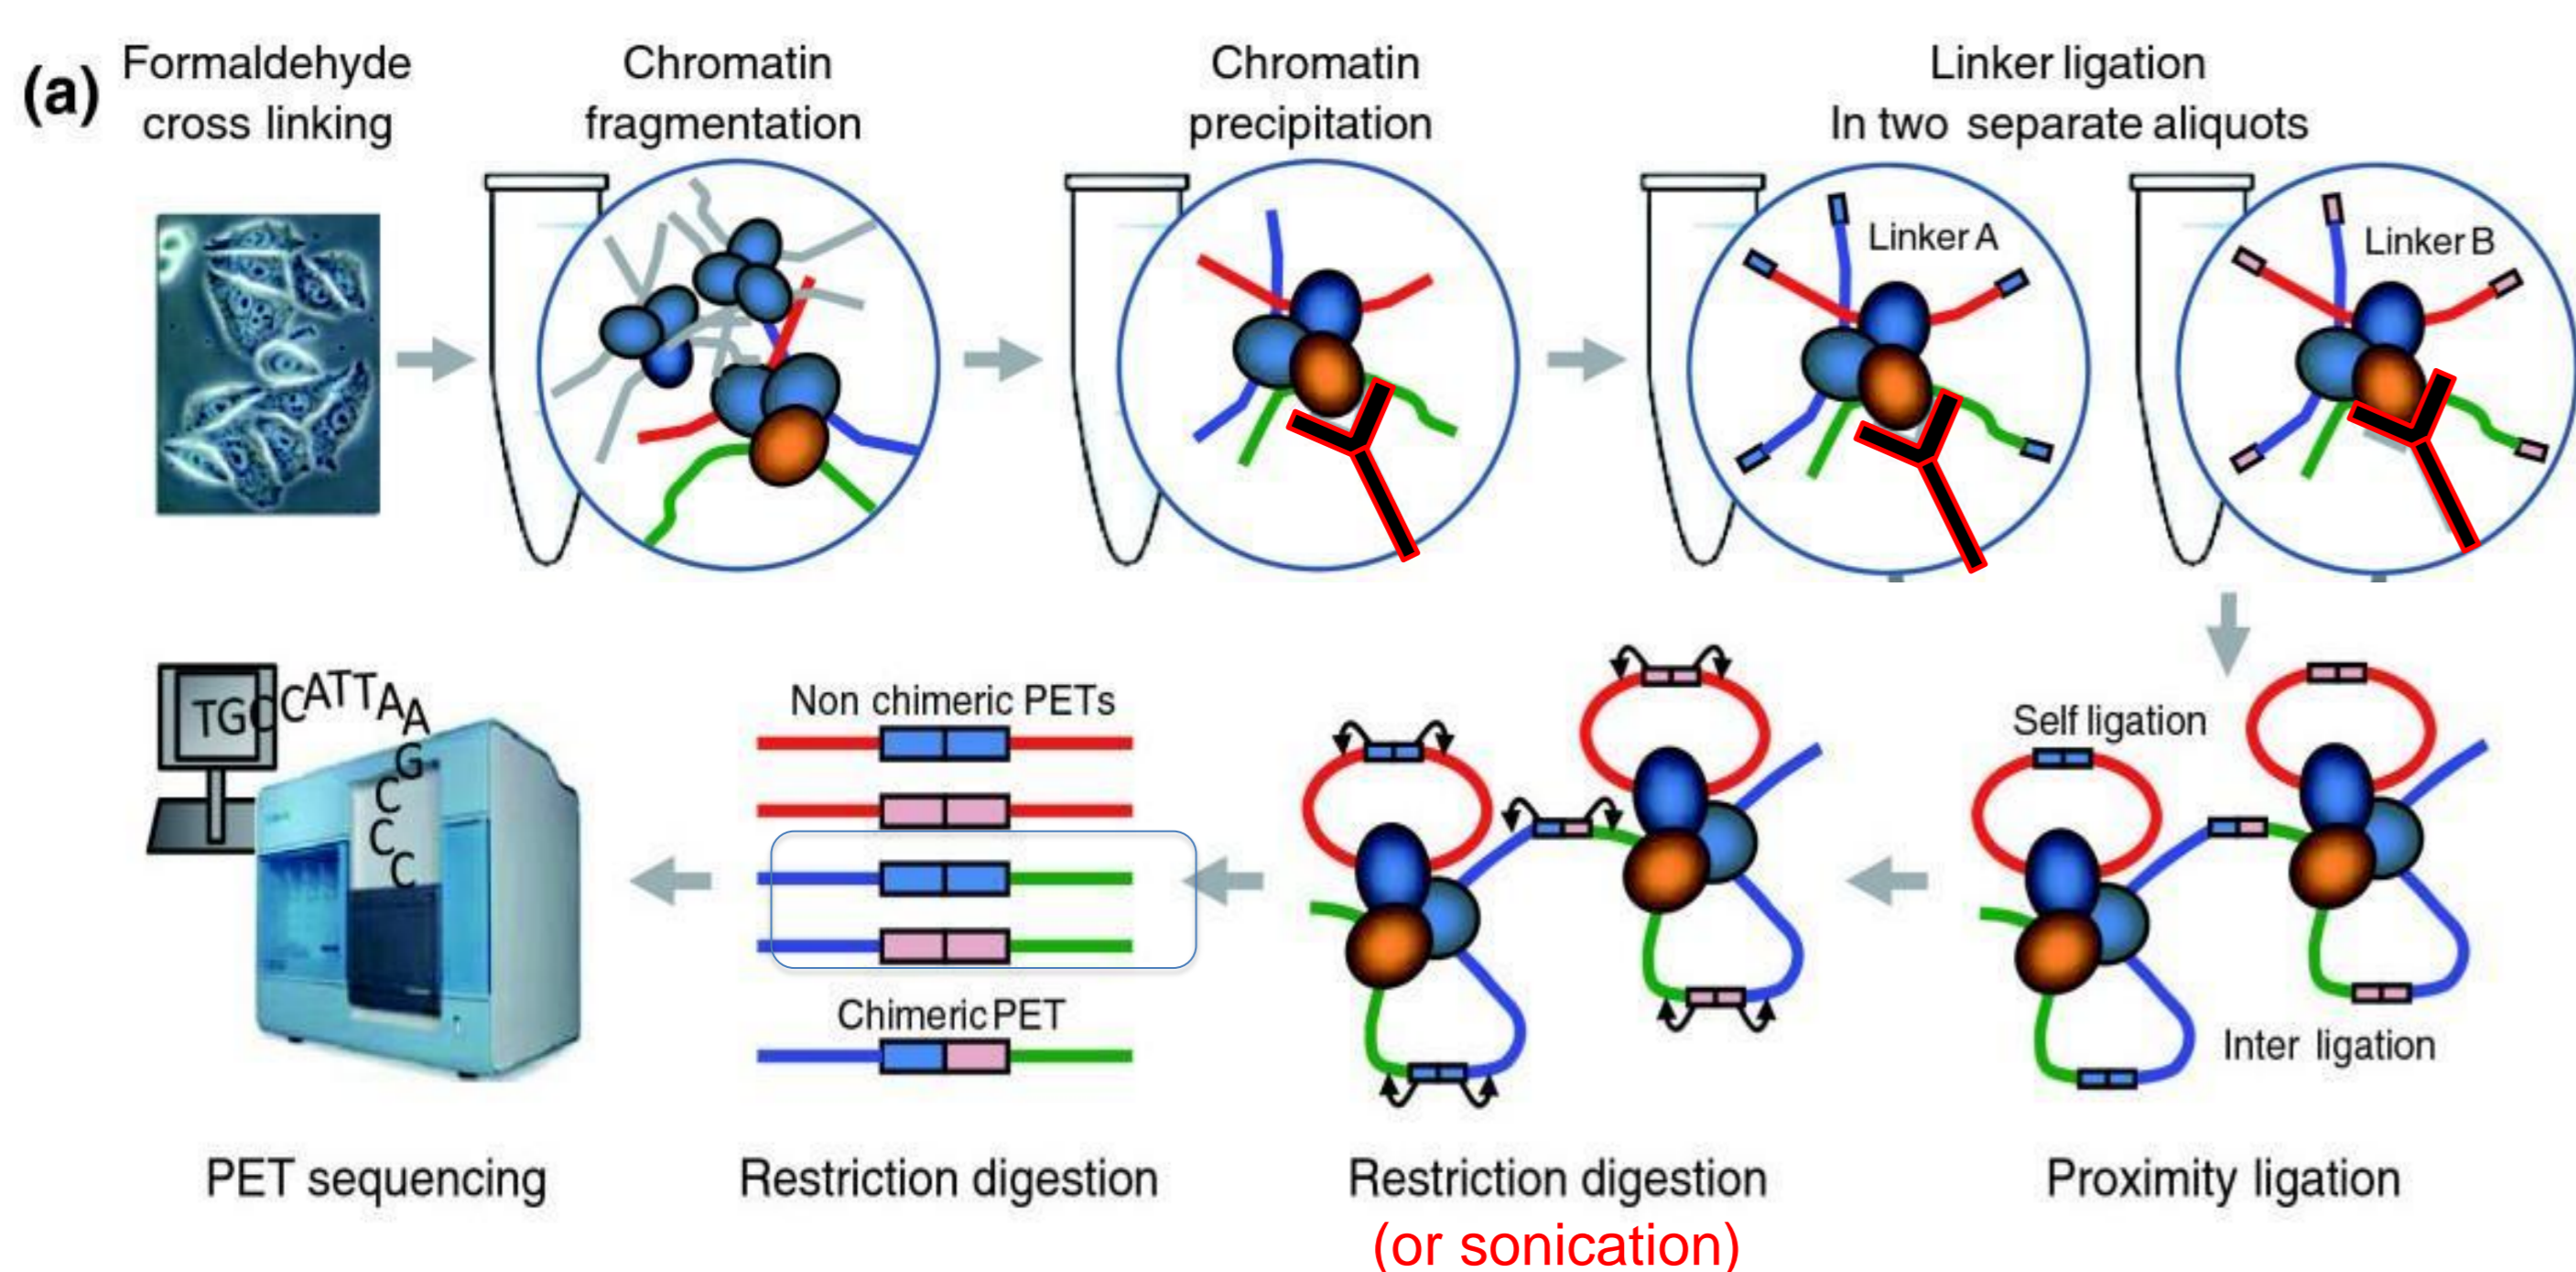 (a)
Formaldehyde
cross linking
Chromatin
fragmentation
Chromatin
precipitation
Linker ligation
In two separate aliquots
Linker A
Linker B
Self ligation
Inter ligation
Proximity ligation
Restriction digestion
(or sonication)
Non chimeric PETs
Chimeric PET
Restriction digestion
TGCCATTAAGCCC
PET sequencing